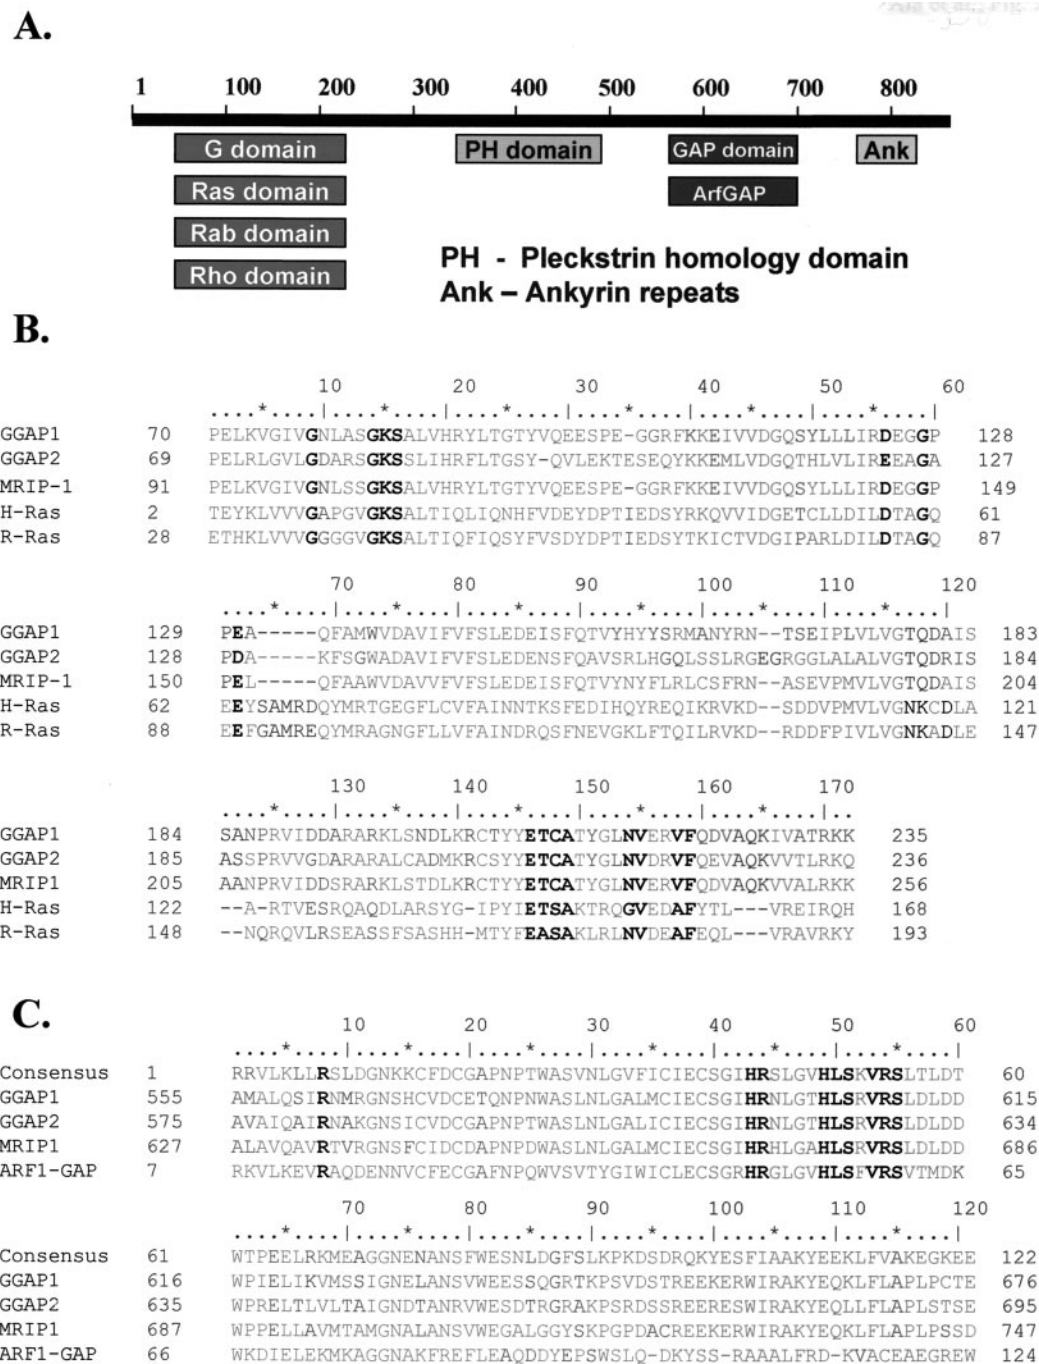 A.
1 100 200 300 400 500 600 700 800
G domain PH domain GAP domain Ank
Ras domain ArfGAP
Rab domain
Rho domain
PH - Pleckstrin homology domain
Ank – Ankyrin repeats
B.
10 20 30 40 50 60
....*....|....*....|....*....|....*....|....*....|....*....|
GGAP1 70 PELKVGIVGNLASGKSALVHRYLTGTYVQEESPE-GGRFKKEIVVDGQSYLLLIRDEGGP 128
GGAP2 69 PELRLGVLGDARSGKSSLIHRFLTGSY-QVLEKTESEQYKKEMLVDGQTHLVLIREEAGA 127
MRIP-1 91 PELKVGIVGNLSSGKSALVHRYLTGTYVQEESPE-GGRFKKEIVVDGQSYLLLIRDEGGP 149
H-Ras 2 TEYKLVVVGAPGVGKSALTIQLIQNHFVDEYDPTIEDSYRKQVVIDGETCLLDILDTAGQ 61
R-Ras 28 ETHKLVVVGGGGVGKSALTIQFIQSYFVSDYDPTIEDSYTKICTVDGIPARLDILDTAGQ 87
70 80 90 100 110 120
....*....|....*....|....*....|....*....|....*....|....*....|..
GGAP1 129 PEA-----QFAMWVDAVIFVFSLEDEISFQTVYHYYSRMANYRN--TSEIPLVLVGTQDAIS 183
GGAP2 128 PDA-----KFSGWADAVIFVFSLEDENSFQAVSRLHGQLSSLRGEGRGGLALALVGTQDRIS 184
MRIP-1 150 PEL-----QFAAWVDAVVFVFSLEDEISFQTVYNYFLRLCSFRN--ASEVPMVLVGTQDAIS 204
H-Ras 62 EEYSAMRDQYMRTGEGFLCVFAINNTKSFEDIHQYREQIKRVKD--SDDVPMVLVGNKCDLA 121
R-Ras 88 EEFGAMREQYMRAGNGFLLVFAINDRQSFNEVGKLFTQILRVKD--RDDFPIVLVGNKADLE 147
130 140 150 160 172
....*....|....*....|....*....|....*....|....*....|..
GGAP1 184 SANPRVIDDARARKLSNDLKRCTYYETCATYGLNVERVFQDVAQKIVATRKK 235
GGAP2 185 ASSPRVVGDARARALCADMKRCSYYETCATYGLNVDRVFQEVAQKVVTLRKQ 236
MRIP1 205 AANPRVIDDSRARKLSTDLKRCTYYETCATYGLNVERVFQDVAQKVVALRKK 256
H-Ras 122 --A-RTVESRQAQDLARSYG-IPYIETSAKTRQGVEDAFYTL---VREIRQH 168
R-Ras 148 --NQRQVLRSEASSFSASHH-MTYFEASAKLRLNVDEAFEQL---VRAVRKY 193
C.
10 20 30 40 50 60
....*....|....*....|....*....|....*....|....*....|....*....|
Consensus 1 RRVLKLLRSLDGNKKCFDCGAPNPTWASVNLGVFICIECSGIHRSLGVHLSKVRSLTLDT 60
GGAP1 555 AMALQSIRNMRGNSHCVDCETQNPNWASLNLGALMCIECSGIHRNLGTHLSRVRSLDLDD 615
GGAP2 575 AVAIQAIRNAKGNSICVDCGAPNPTWASLNLGALICIECSGIHRNLGTHLSRVRSLDLDD 634
MRIP1 627 ALAVQAVRTVRGNSFCIDCDAPNPDWASLNLGALMCIECSGIHRHLGAHLSRVRSLDLDD 686
ARF1-GAP 7 RKVLKEVRAQDENNVCFECGAFNPQWVSVTYGIWICLECSGRHRGLGVHLSFVRSVTMDK 65
70 80 90 100 110 120
....*....|....*....|....*....|....*....|....*....|....*....|..
Consensus 61 WTPEELRKMEAGGNENANSFWESNLDGFSLKPKDSDRQKYESFIAAKYEEKLFVAKEGKEE 122
GGAP1 616 WPIELIKVMSSIGNELANSVWEESSQGRTKPSVDSTREEKERWIRAKYEQKLFLAPLPCTE 676
GGAP2 635 WPRELTLVLTAIGNDTANRVWESDTRGRAKPSRDSSREERESWIRAKYEQLLFLAPLSTSE 695
MRIP1 687 WPPELLAVMTAMGNALANSVWEGALGGYSKPGPDACREEKERWIRAKYEQKLFLAPLPSSD 747
ARF1-GAP 66 WKDIELEKMKAGGNAKFREFLEAQDDYEPSWSLQ-DKYSS-RAAALFRD-KVACEAEGREW 124